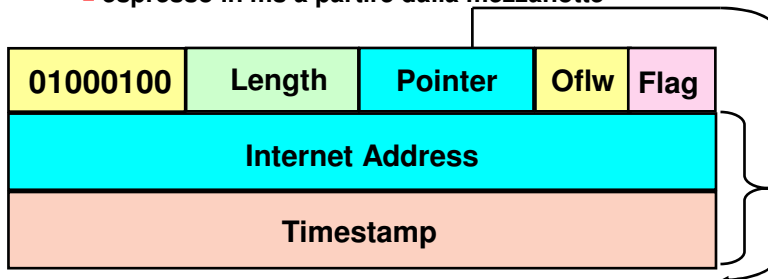 espresso in ms a partire dalla mezzanotte
01000100 Length Pointer Oflw Flag
Internet Address
Timestamp